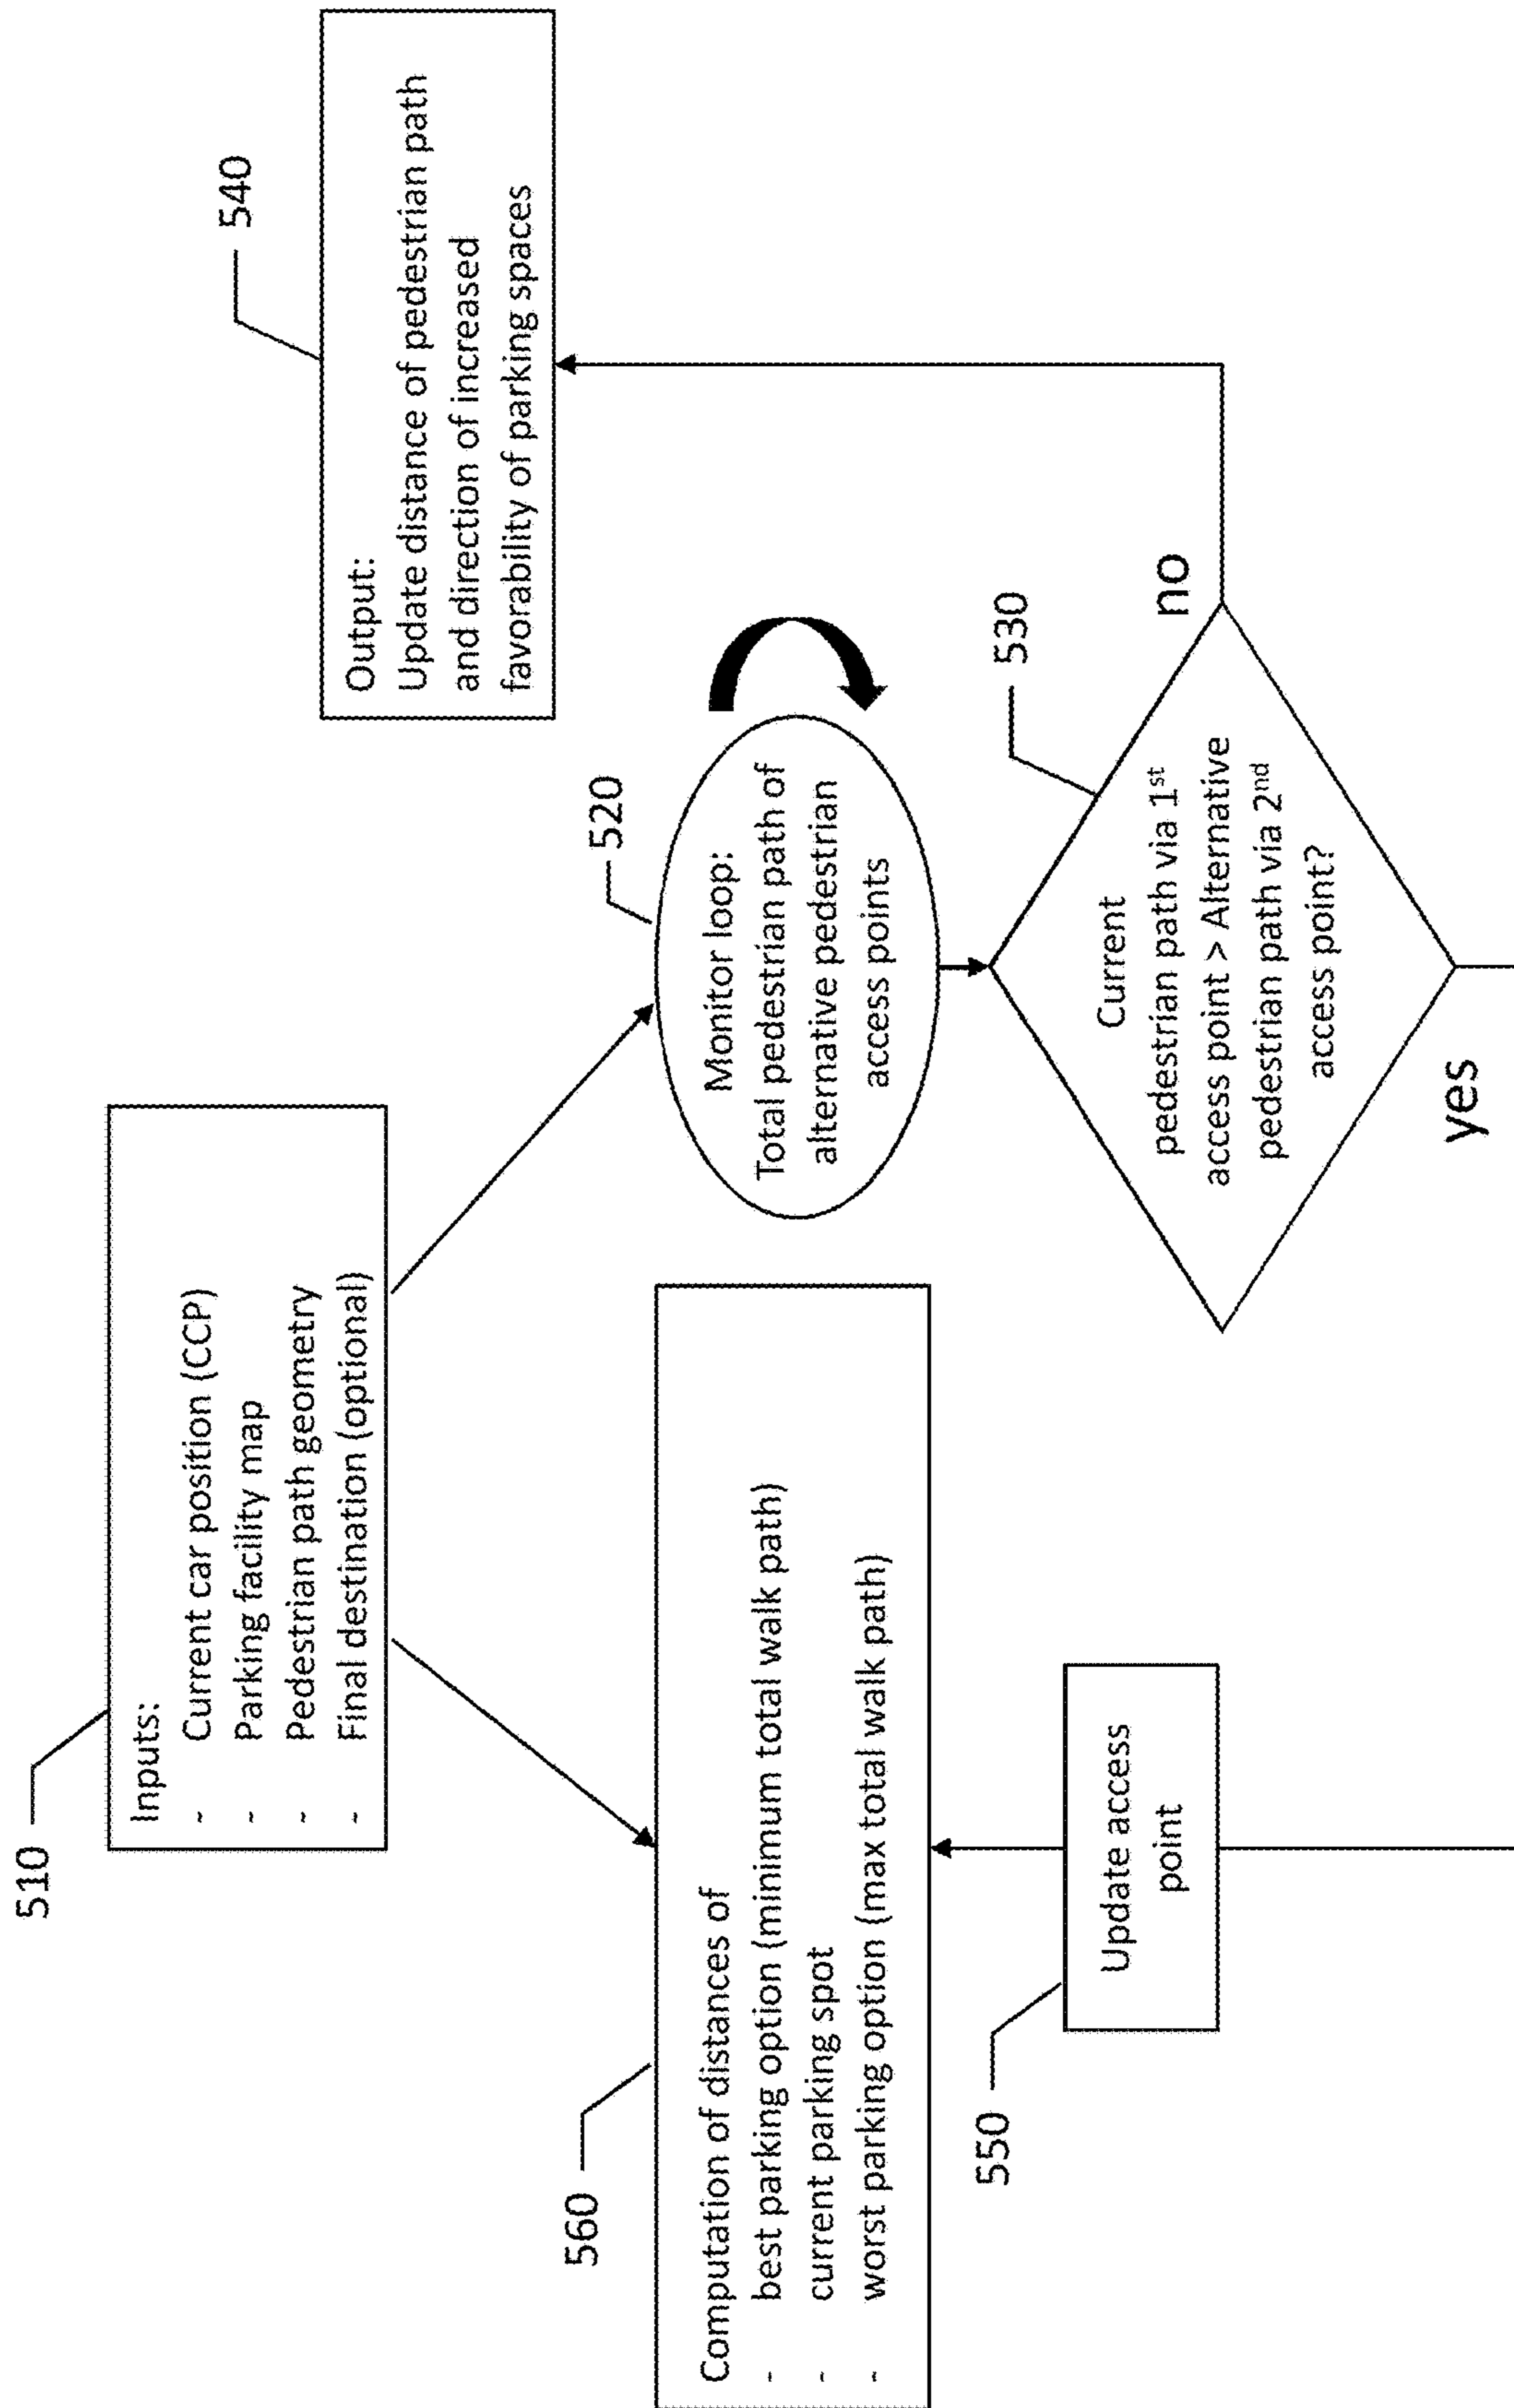 510
Inputs:
- Current car position (CCP)
- Parking facility map
- Pedestrian path geometry
- Final destination (optional)
560
Computation of distances of
- best parking option (minimum total walk path)
- current parking spot
- worst parking option (max total walk path)
520
Monitor loop:
Total pedestrian path of
alternative pedestrian
access points
540
Output:
Update distance of pedestrian path
and direction of increased
favorability of parking spaces
550
Update access
point
530
Current
pedestrian path via 1st
access point > Alternative
pedestrian path via 2nd
access point?
no
yes